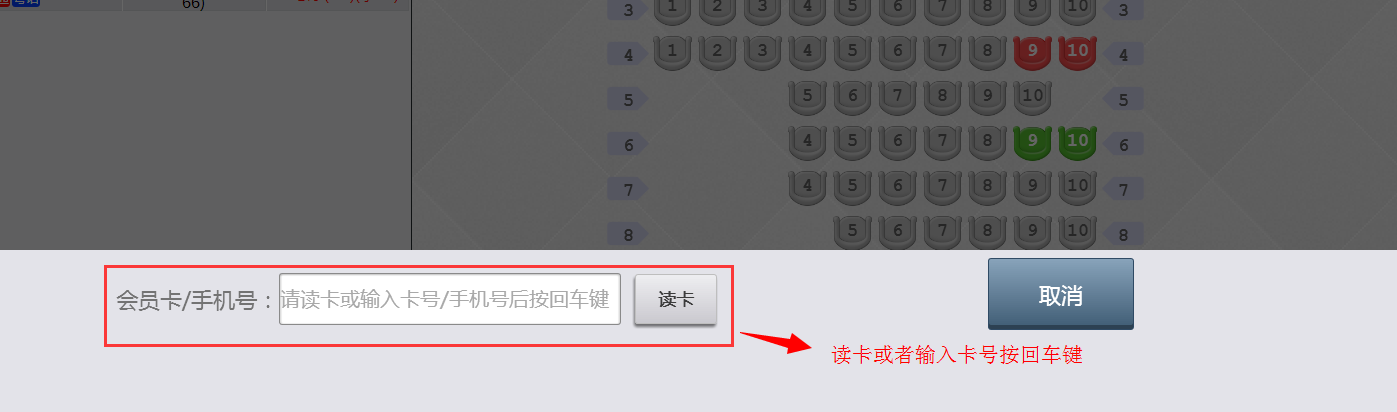 粤语
66)
3 1 2 3 4 5 6 7 8 9 10 3
4 1 2 3 4 5 6 7 8 9 10 4
5 5 6 7 8 9 10 5
6 4 5 6 7 8 9 10 6
7 4 5 6 7 8 9 10 7
8 5 6 7 8 9 10 8
会员卡/手机号：请读卡或输入卡号/手机号后按回车键 读卡
取消
读卡或者输入卡号按回车键